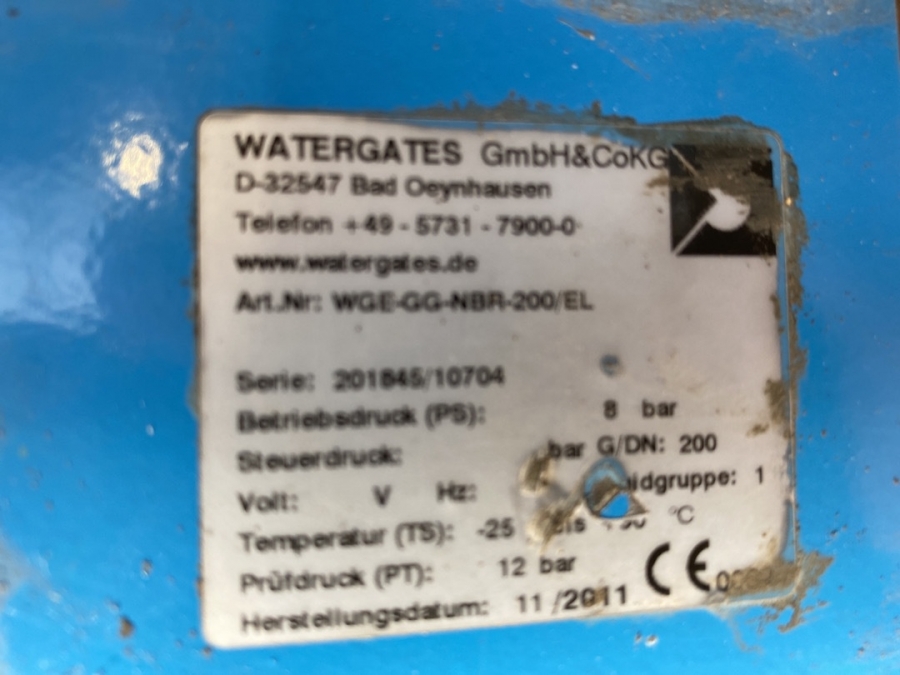 WATERGATES GmbH&CoKG
D-32547 Bad Oeynhausen
Telefon +49 - 5731 - 7900-0
www.watergates.de
Art.Nr: WGE-GG-NBR-200/EL
Serie: 201845/10704
Betriebsdruck (PS): 8 bar
Steuerdruck: bar G/DN: 200
Volt: V Hz: idgruppe: 1
Temperatur (TS): -25 °C
Prüfdruck (PT): 12 bar CE
Herstellungsdatum: 11/2011